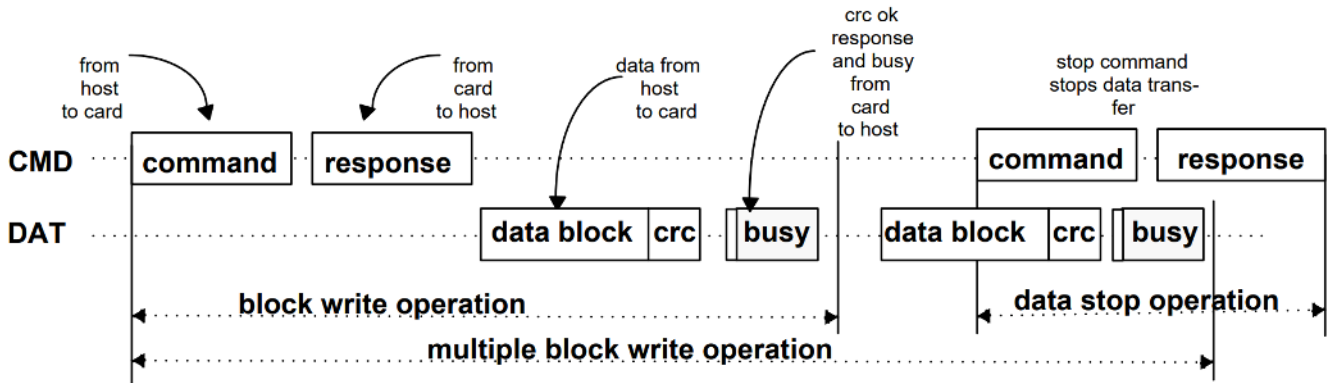 from
host
to card
from
card
to host
data from
host
to card
crc ok
response
and busy
from
card
to host
stop command
stops data trans-
fer
CMD
command
response
command
response
DAT
data block
crc
busy
data block
crc
busy
block write operation
data stop operation
multiple block write operation